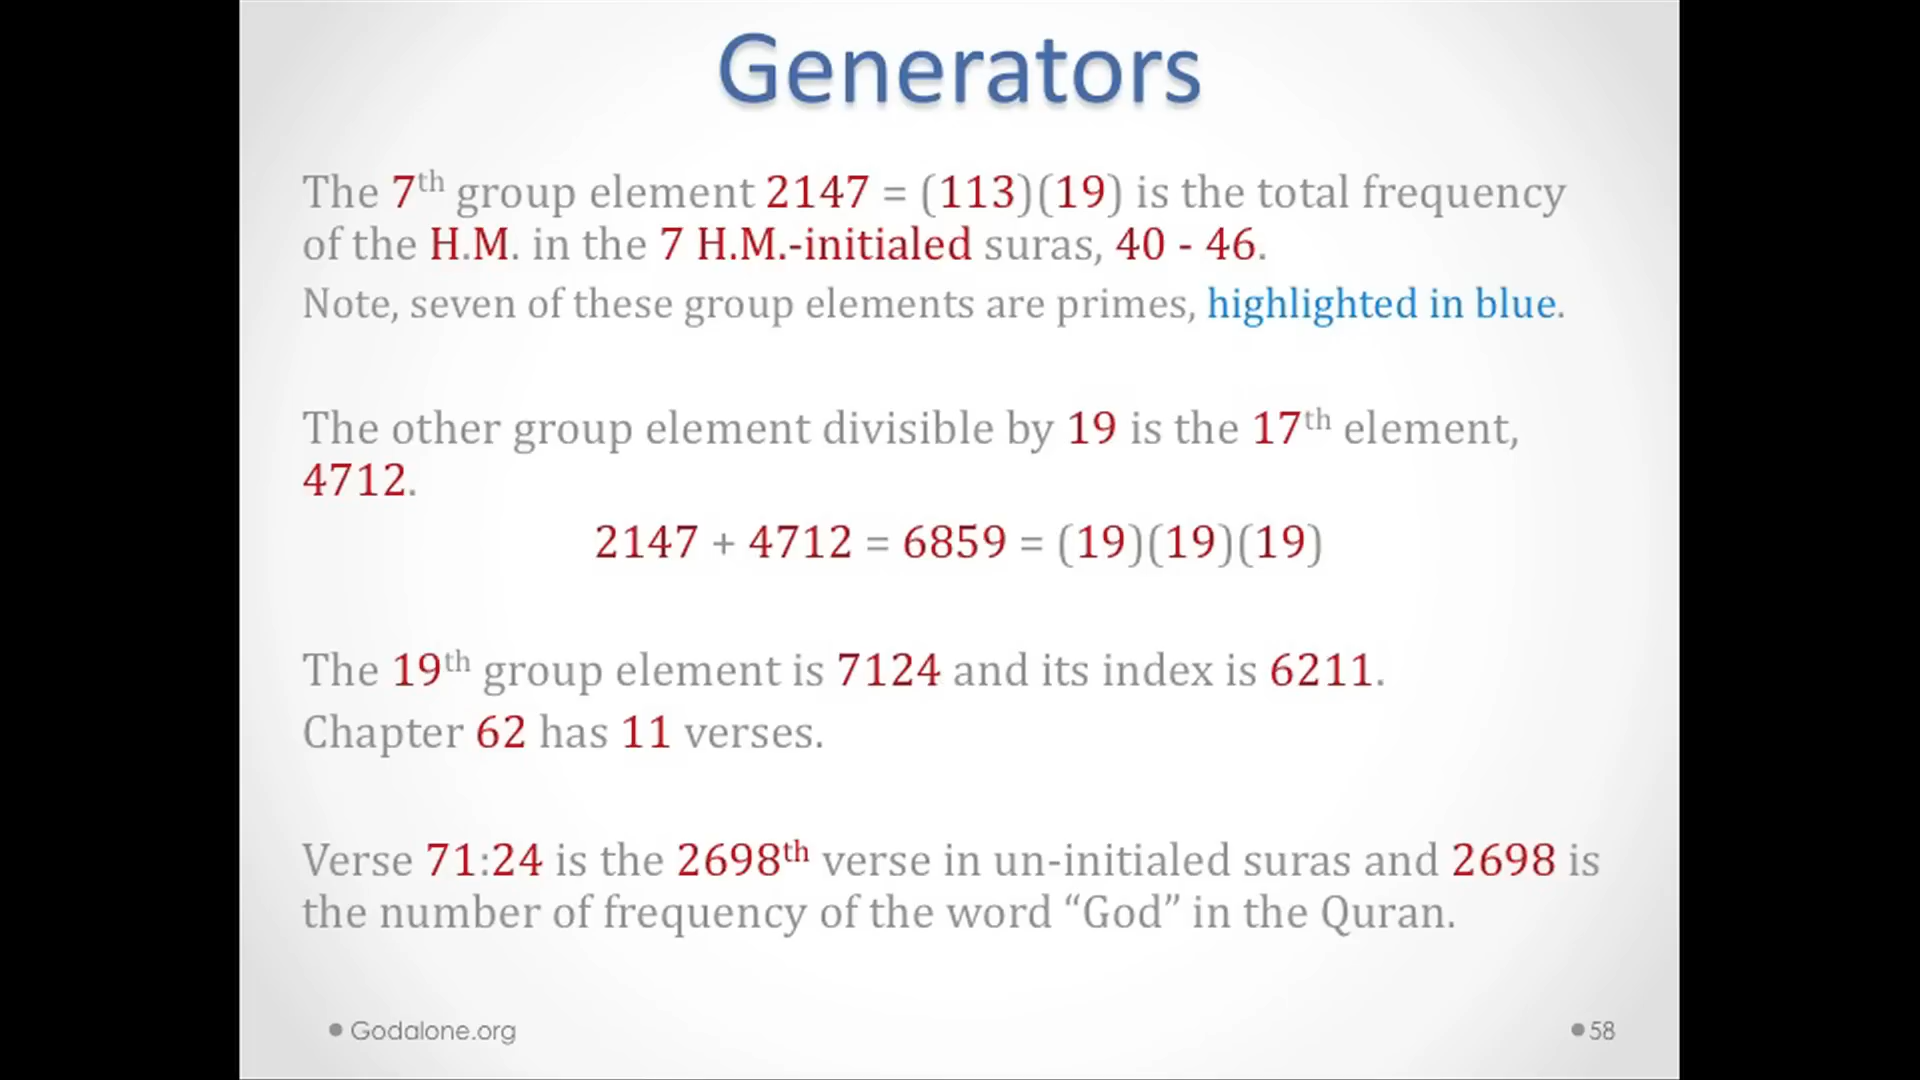 Generators
The 7th group element 2147 = (113)(19) is the total frequency
of the H.M. in the 7 H.M.-initialed suras, 40 - 46.
Note, seven of these group elements are primes, highlighted in blue.
The other group element divisible by 19 is the 17th element,
4712.
2147 + 4712 = 6859 = (19)(19)(19)
The 19th group element is 7124 and its index is 6211.
Chapter 62 has 11 verses.
Verse 71:24 is the 2698th verse in un-initialed suras and 2698 is
the number of frequency of the word “God” in the Quran.
• Godalone.org
• 58